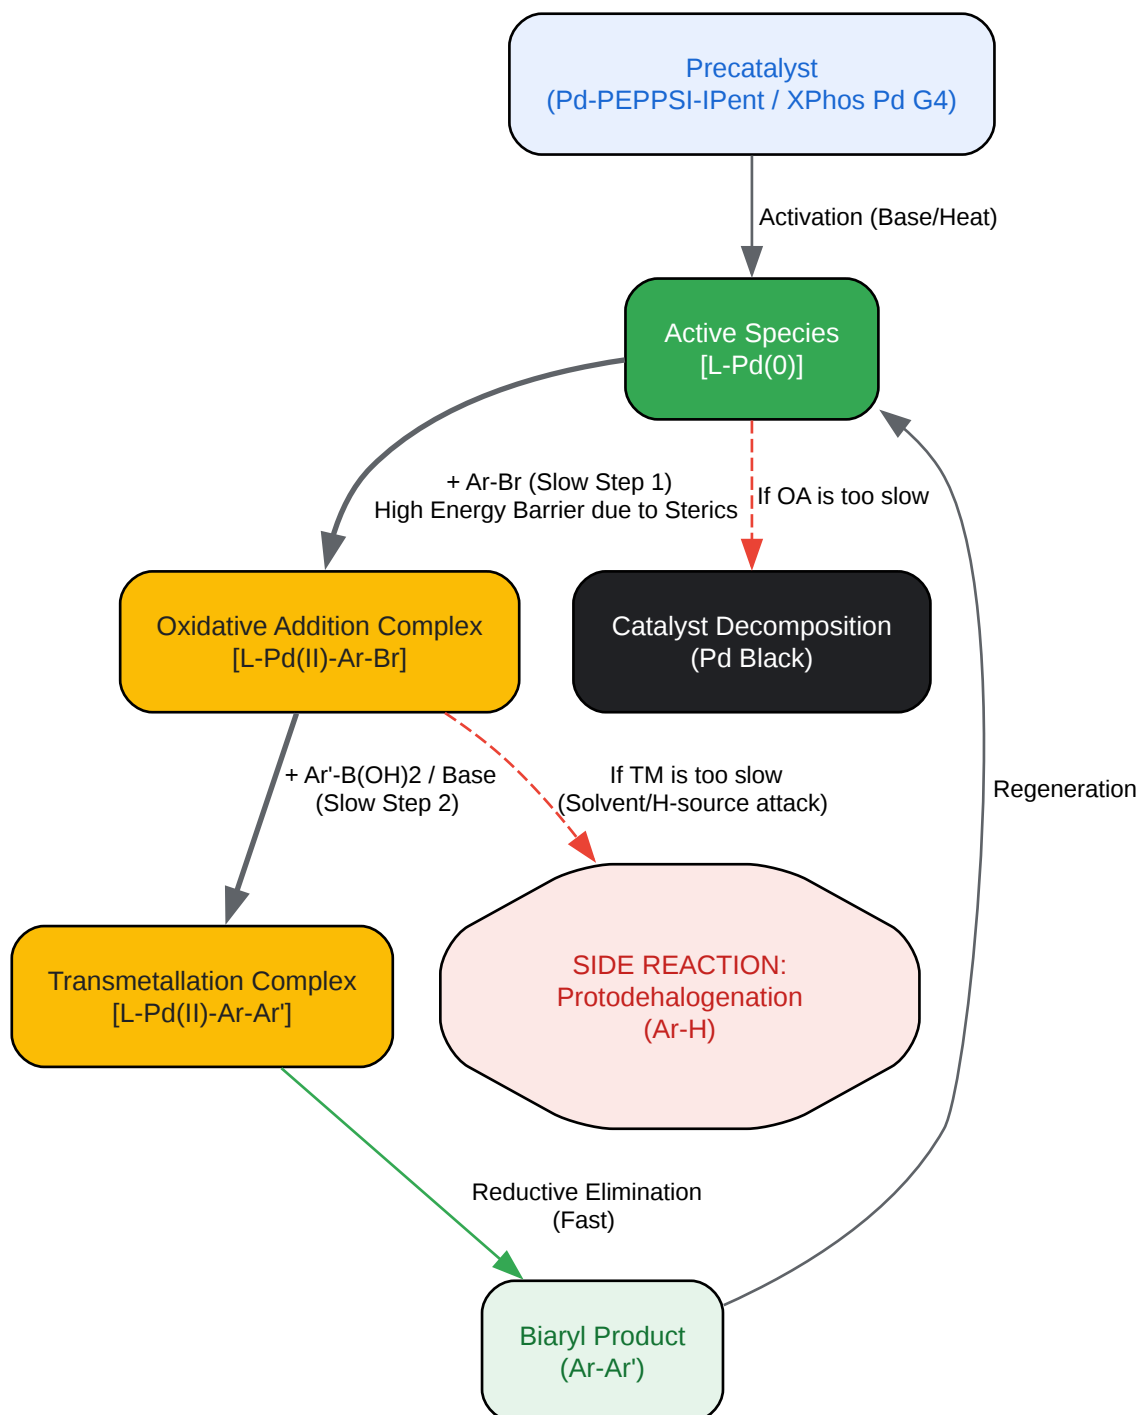 Precatalyst
(Pd-PEPPSI-IPent / XPhos Pd G4)
Activation (Base/Heat)
Active Species
[L-Pd(0)]
+ Ar-Br (Slow Step 1)
High Energy Barrier due to Sterics
If OA is too slow
Oxidative Addition Complex
[L-Pd(II)-Ar-Br]
Catalyst Decomposition
(Pd Black)
+ Ar'-B(OH)2 / Base
(Slow Step 2)
If TM is too slow
(Solvent/H-source attack)
Regeneration
Transmetallation Complex
[L-Pd(II)-Ar-Ar']
SIDE REACTION:
Protodehalogenation
(Ar-H)
Reductive Elimination
(Fast)
Biaryl Product
(Ar-Ar')